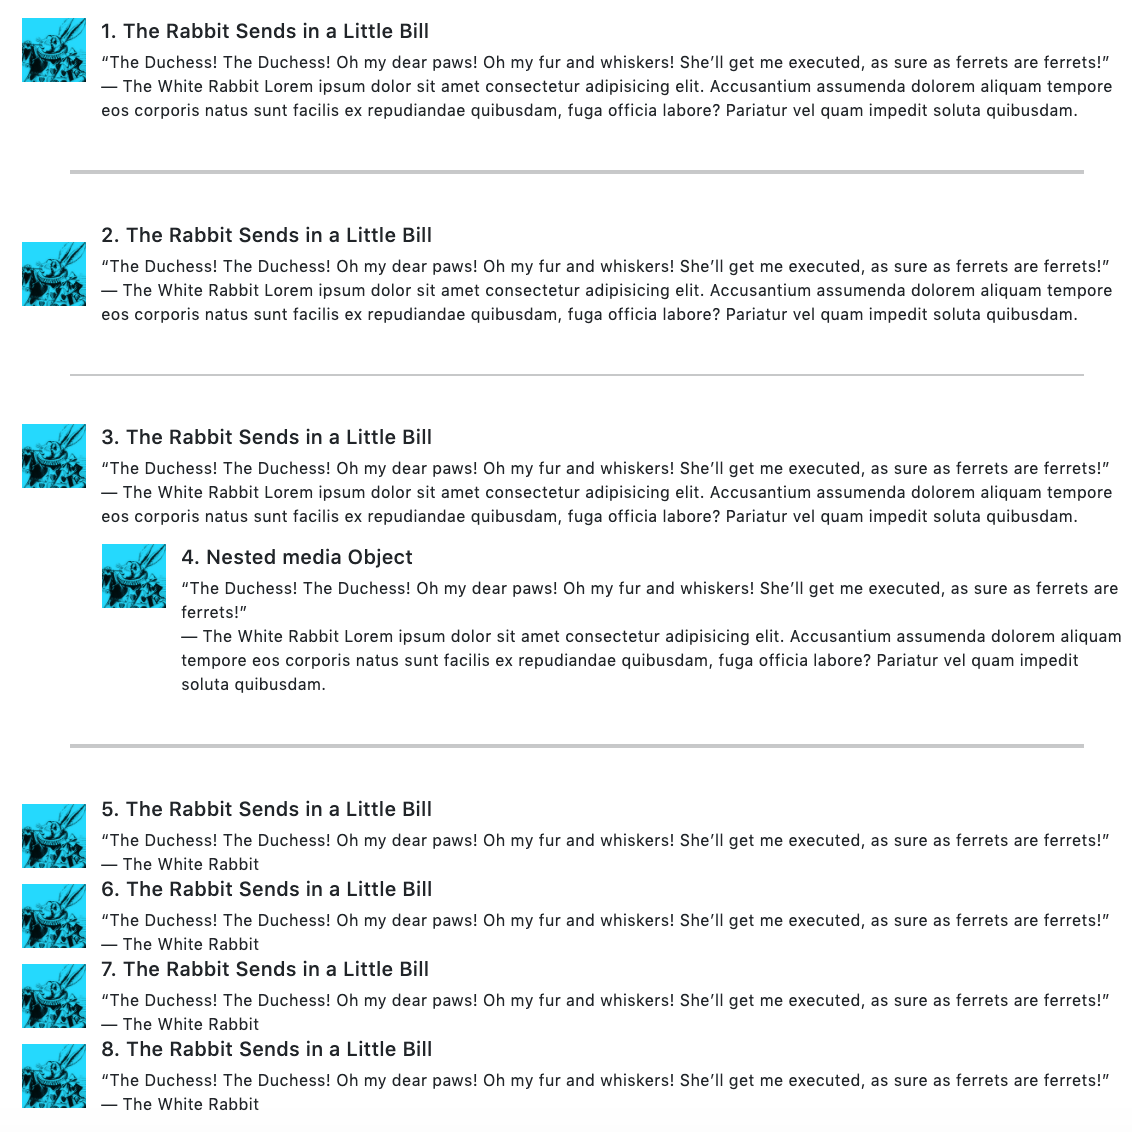 1. The Rabbit Sends in a Little Bill
“The Duchess! The Duchess! Oh my dear paws! Oh my fur and whiskers! She’ll get me executed, as sure as ferrets are ferrets!”
— The White Rabbit Lorem ipsum dolor sit amet consectetur adipisicing elit. Accusantium assumenda dolorem aliquam tempore
eos corporis natus sunt facilis ex repudiandae quibusdam, fuga officia labore? Pariatur vel quam impedit soluta quibusdam.
2. The Rabbit Sends in a Little Bill
“The Duchess! The Duchess! Oh my dear paws! Oh my fur and whiskers! She’ll get me executed, as sure as ferrets are ferrets!”
— The White Rabbit Lorem ipsum dolor sit amet consectetur adipisicing elit. Accusantium assumenda dolorem aliquam tempore
eos corporis natus sunt facilis ex repudiandae quibusdam, fuga officia labore? Pariatur vel quam impedit soluta quibusdam.
3. The Rabbit Sends in a Little Bill
“The Duchess! The Duchess! Oh my dear paws! Oh my fur and whiskers! She’ll get me executed, as sure as ferrets are ferrets!”
— The White Rabbit Lorem ipsum dolor sit amet consectetur adipisicing elit. Accusantium assumenda dolorem aliquam tempore
eos corporis natus sunt facilis ex repudiandae quibusdam, fuga officia labore? Pariatur vel quam impedit soluta quibusdam.
4. Nested media Object
“The Duchess! The Duchess! Oh my dear paws! Oh my fur and whiskers! She’ll get me executed, as sure as ferrets are
ferrets!”
— The White Rabbit Lorem ipsum dolor sit amet consectetur adipisicing elit. Accusantium assumenda dolorem aliquam
tempore eos corporis natus sunt facilis ex repudiandae quibusdam, fuga officia labore? Pariatur vel quam impedit
soluta quibusdam.
5. The Rabbit Sends in a Little Bill
“The Duchess! The Duchess! Oh my dear paws! Oh my fur and whiskers! She’ll get me executed, as sure as ferrets are ferrets!”
— The White Rabbit
6. The Rabbit Sends in a Little Bill
“The Duchess! The Duchess! Oh my dear paws! Oh my fur and whiskers! She’ll get me executed, as sure as ferrets are ferrets!”
— The White Rabbit
7. The Rabbit Sends in a Little Bill
“The Duchess! The Duchess! Oh my dear paws! Oh my fur and whiskers! She’ll get me executed, as sure as ferrets are ferrets!”
— The White Rabbit
8. The Rabbit Sends in a Little Bill
“The Duchess! The Duchess! Oh my dear paws! Oh my fur and whiskers! She’ll get me executed, as sure as ferrets are ferrets!”
— The White Rabbit